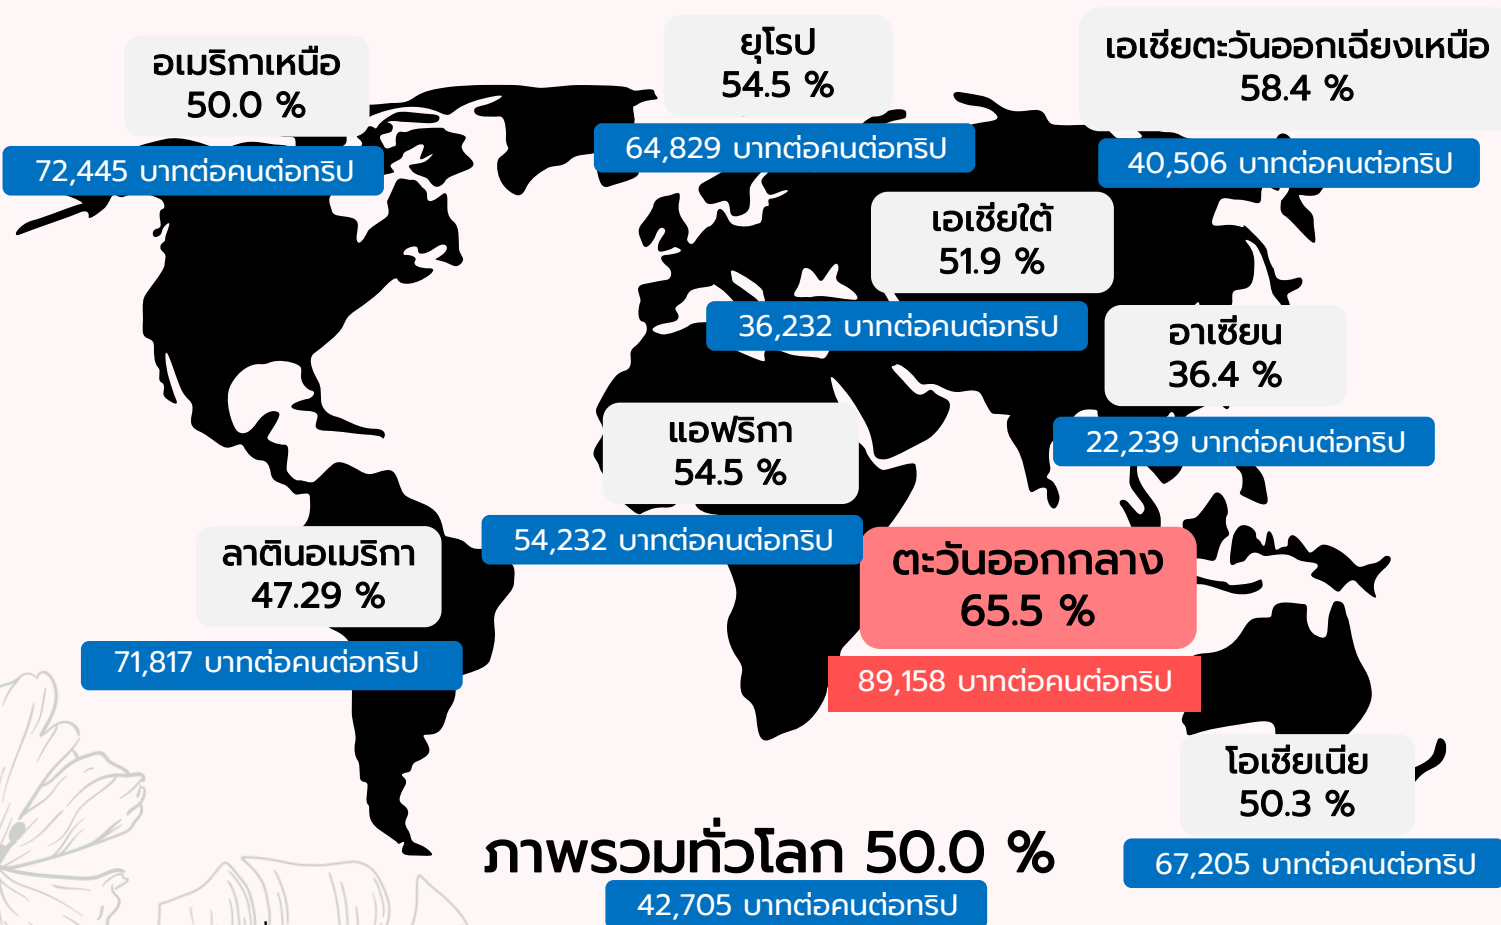 อเมริกาเหนือ
50.0 %
72,445 บาทต่อคนต่อทริป
ยุโรป
54.5 %
64,829 บาทต่อคนต่อทริป
เอเชียตะวันออกเฉียงเหนือ
58.4 %
40,506 บาทต่อคนต่อทริป
เอเชียใต้
51.9 %
36,232 บาทต่อคนต่อทริป
อาเซียน
36.4 %
22,239 บาทต่อคนต่อทริป
แอฟริกา
54.5 %
54,232 บาทต่อคนต่อทริป
ลาตินอเมริกา
47.29 %
71,817 บาทต่อคนต่อทริป
ตะวันออกกลาง
65.5 %
89,158 บาทต่อคนต่อทริป
โอเชียเนีย
50.3 %
67,205 บาทต่อคนต่อทริป
ภาพรวมทั่วโลก 50.0 %
42,705 บาทต่อคนต่อทริป